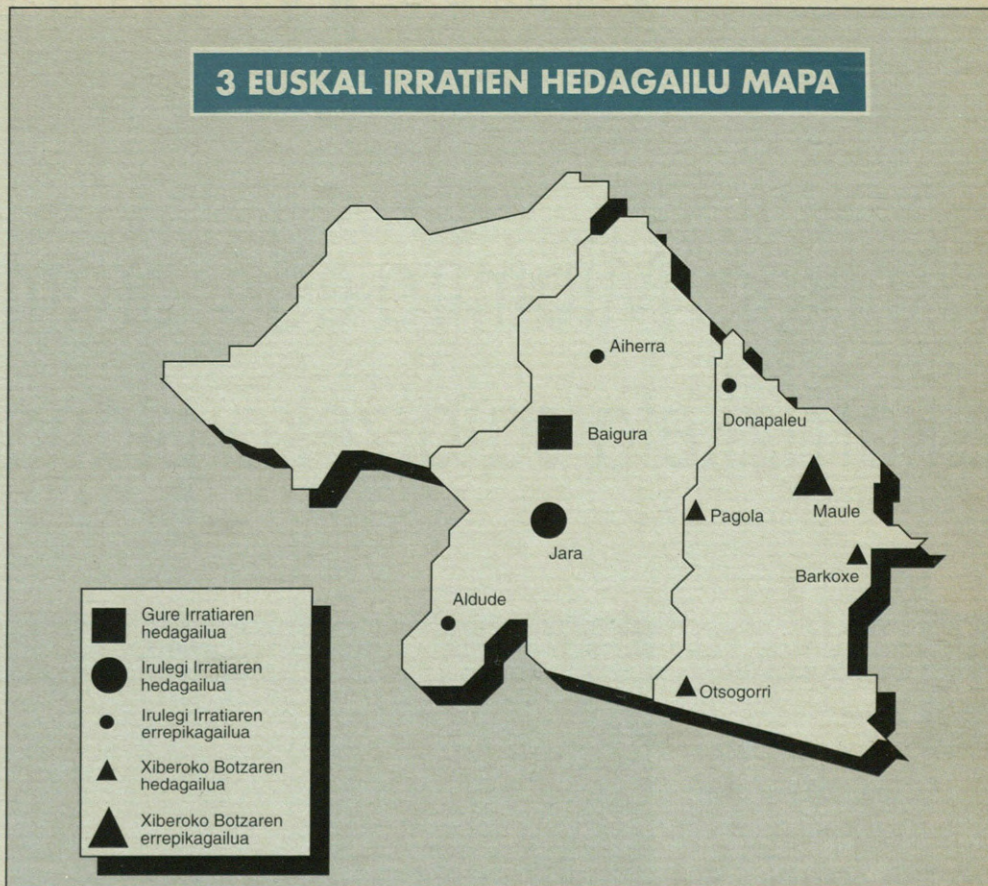 3 EUSKAL IRRATIEN HEDAGAILU MAPA
Aiherra
Donapaleu
Baigura
Maule
Pagola
Jara
Barkoxe
Aldude
Otsogorri
Gure Irratiaren
hedagailua
Irulegi Irratiaren
hedagailua
Irulegi Irratiaren
errepikagailua
Xiberoko Botzaren
hedagailua
Xiberoko Botzaren
errepikagailua